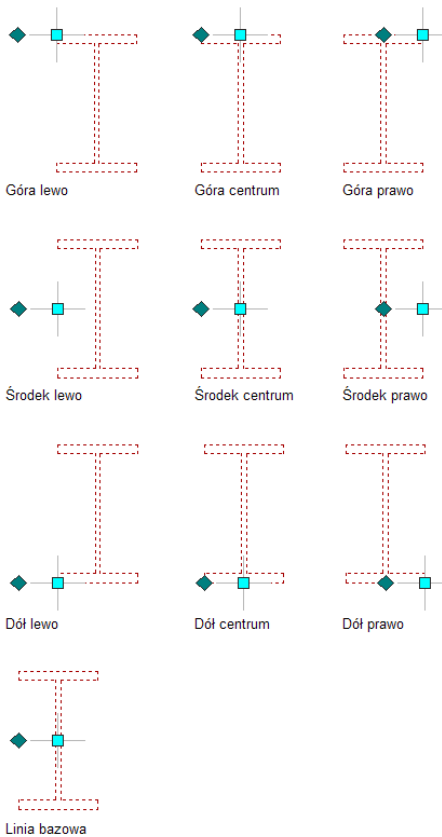 Góra lewo
Góra centrum
Góra prawo
Środek lewo
Środek centrum
Środek prawo
Dół lewo
Dół centrum
Dół prawo
Linia bazowa